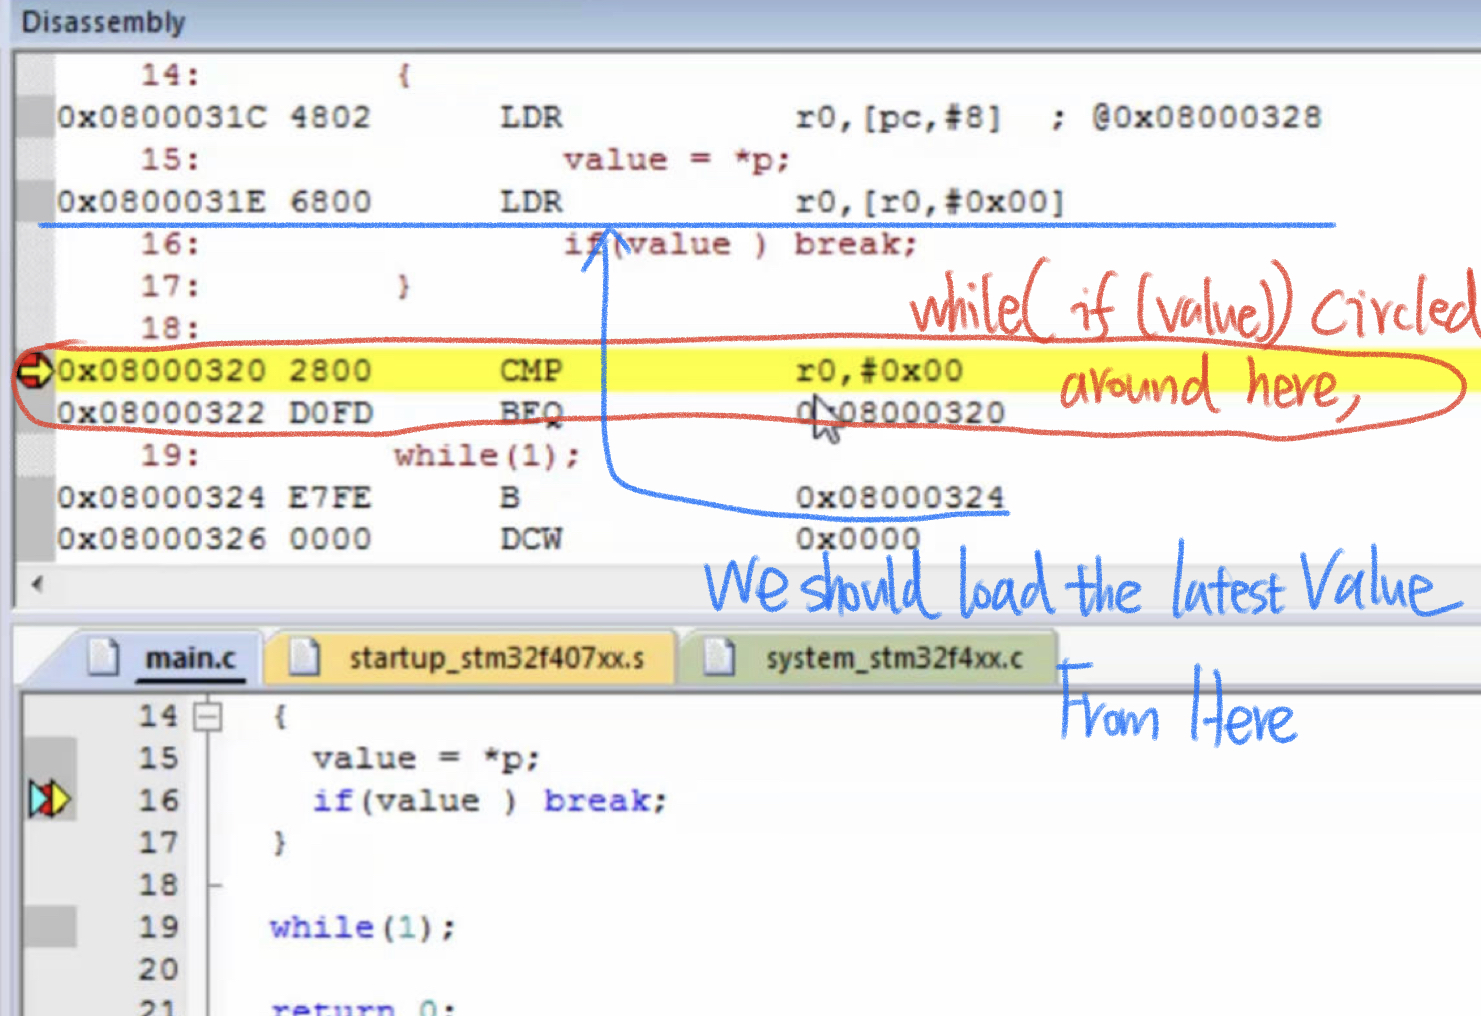 Disassembly
14: {
0x0800031C 4802 LDR r0,[pc,#8] ; @0x08000328
15: value = *p;
0x0800031E 6800 LDR r0,[r0,#0x00]
16: if(value ) break;
17: }
while( if (value)) Circled
18:
0x08000320 2800 CMP r0,#0x00
around here,
0x08000322 D0FD BEQ 0x08000320
19: while(1);
0x08000324 E7FE B 0x08000324
0x08000326 0000 DCW 0x0000
We should load the latest Value
From Here
main.c startup_stm32f407xx.s system_stm32f4xx.c
14 {
15 value = *p;
16 if(value ) break;
17 }
18
19 while(1);
20
21 return 0;